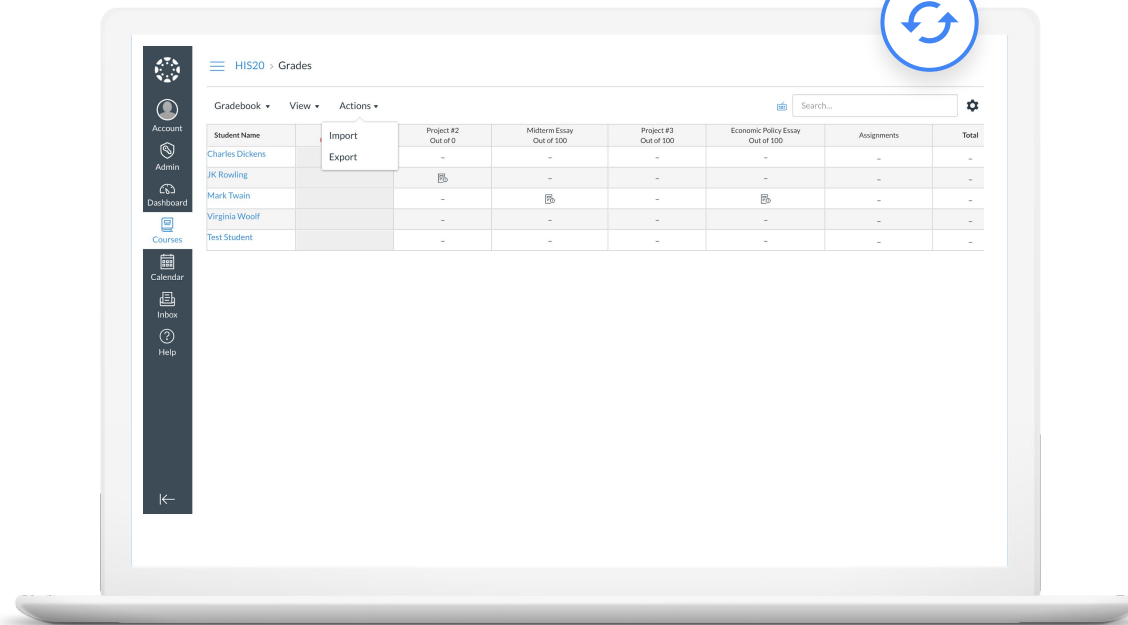 HIS20 > Grades
Account
Admin
Dashboard
Courses
Calendar
Inbox
Help
Gradebook View Actions
Search...
Import
Export
Student Name
Project #2
Out of 0
Midterm Essay
Out of 100
Project #3
Out of 100
Economic Policy Essay
Out of 100
Assignments
Total
Charles Dickens – – – – – –
JK Rowling – – – – –
Mark Twain – – – –
Virginia Woolf – – – – – –
Test Student – – – – – –